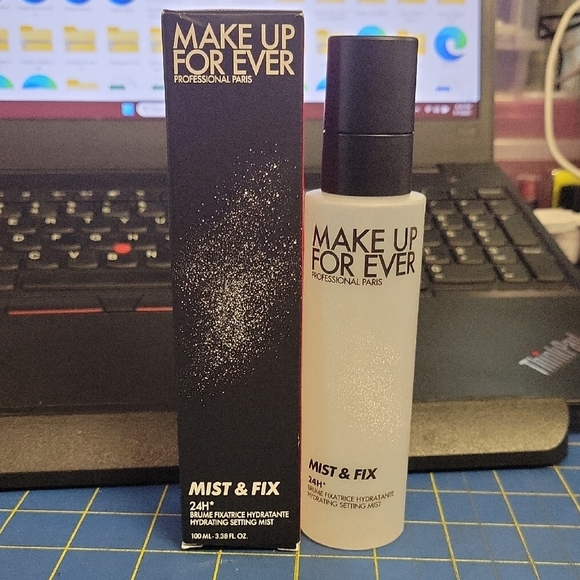 MAKE UP
FOR EVER
PROFESSIONAL PARIS
MIST & FIX
24H*
BRUME FIXATRICE HYDRATANTE
HYDRATING SETTING MIST
100 ML - 3.38 FL. OZ.
MAKE UP
FOR EVER
PROFESSIONAL PARIS
MIST & FIX
24H*
BRUME FIXATRICE HYDRATANTE
HYDRATING SETTING MIST
ThinkPad